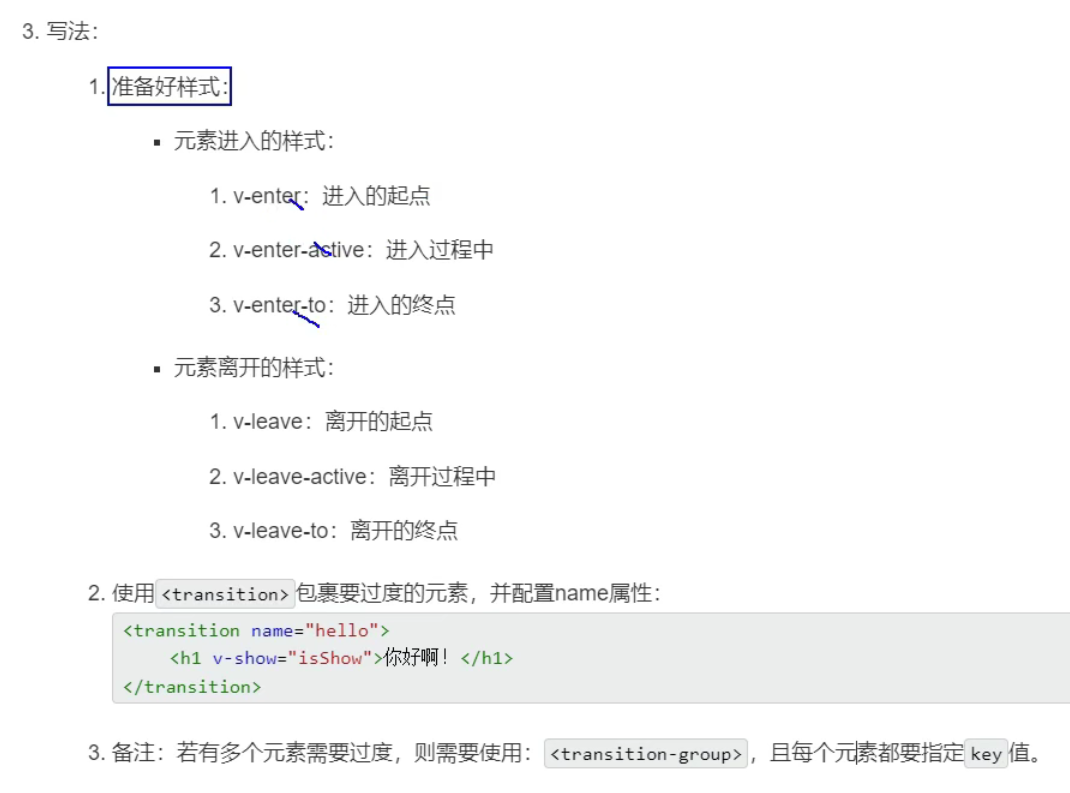 3. 写法：
1. 准备好样式：
▪ 元素进入的样式：
1. v-enter：进入的起点
2. v-enter-active：进入过程中
3. v-enter-to：进入的终点
▪ 元素离开的样式：
1. v-leave：离开的起点
2. v-leave-active：离开过程中
3. v-leave-to：离开的终点
2. 使用<transition>包裹要过度的元素，并配置name属性：
<transition name="hello">
<h1 v-show="isShow">你好啊！</h1>
</transition>
3. 备注：若有多个元素需要过度，则需要使用：<transition-group>，且每个元素都要指定key值。